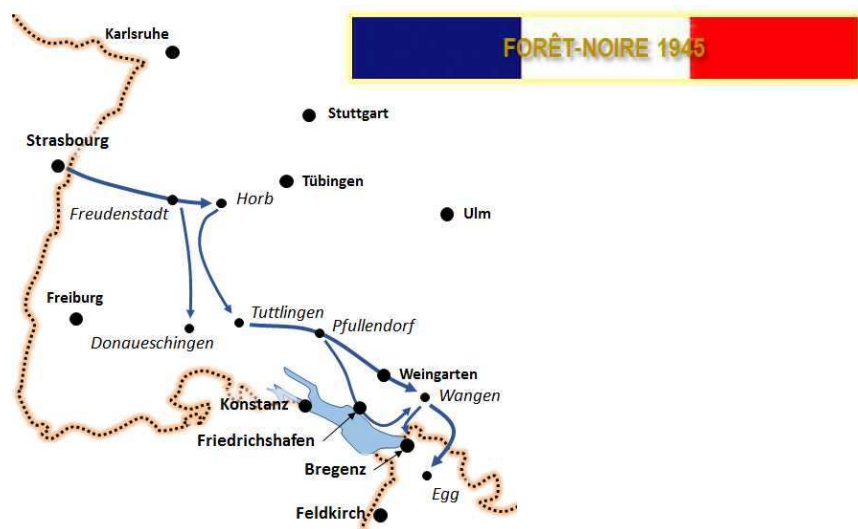 FORÊT-NOIRE 1945
Karlsruhe
Stuttgart
Strasbourg
Tübingen
Horb
Freudenstadt
Ulm
Freiburg
Tuttlingen
Pfullendorf
Donaueschingen
Weingarten
Konstanz
Wangen
Friedrichshafen
Bregenz
Egg
Feldkirch